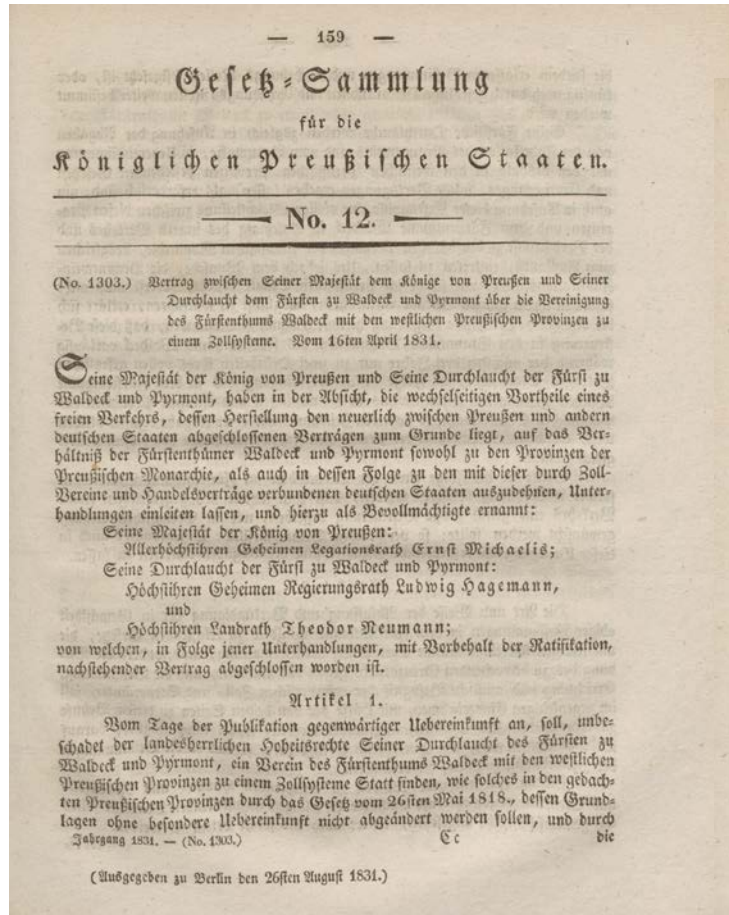 — 159 —
Gesetz-Sammlung
für die
Königlichen Preußischen Staaten.
No. 12.
(No. 1303.) Vertrag zwischen Seiner Majestät dem Könige von Preußen und Seiner
Durchlaucht dem Fürsten zu Waldeck und Pyrmont über die Vereinigung
des Fürstenthums Waldeck mit den westlichen Preußischen Provinzen zu
einem Zollsysteme. Vom 16ten April 1831.
Seine Majestät der König von Preußen und Seine Durchlaucht der Fürst zu
Waldeck und Pyrmont, haben in der Absicht, die wechselseitigen Vortheile eines
freien Verkehrs, dessen Herstellung den neuerlich zwischen Preußen und andern
deutschen Staaten abgeschlossenen Verträgen zum Grunde liegt, auf das Ver-
hältniß der Fürstenthümer Waldeck und Pyrmont sowohl zu den Provinzen der
Preußischen Monarchie, als auch in dessen Folge zu den mit dieser durch Zoll-
Vereine und Handelsverträge verbundenen deutschen Staaten auszudehnen, Unter-
handlungen einleiten lassen, und hierzu als Bevollmächtigte ernannt:
Seine Majestät der König von Preußen:
Allerhöchstihren Geheimen Legationsrath Ernst Michaelis;
Seine Durchlaucht der Fürst zu Waldeck und Pyrmont:
Höchstihren Geheimen Regierungsrath Ludwig Hagemann,
und
Höchstihren Landrath Theodor Neumann;
von welchen, in Folge jener Unterhandlungen, mit Vorbehalt der Ratifikation,
nachstehender Vertrag abgeschlossen worden ist.
Artikel 1.
Vom Tage der Publikation gegenwärtiger Uebereinkunft an, soll, unbe-
schadet der landesherrlichen Hoheitsrechte Seiner Durchlaucht des Fürsten zu
Waldeck und Pyrmont, ein Verein des Fürstenthums Waldeck mit den westlichen
Preußischen Provinzen zu einem Zollsysteme Statt finden, wie solches in den gedach-
ten Preußischen Provinzen durch das Gesetz vom 26sten Mai 1818., dessen Grund-
lagen ohne besondere Uebereinkunft nicht abgeändert werden sollen, und durch
Jahrgang 1831. — (No. 1303.) Cc die
(Ausgegeben zu Berlin den 26sten August 1831.)